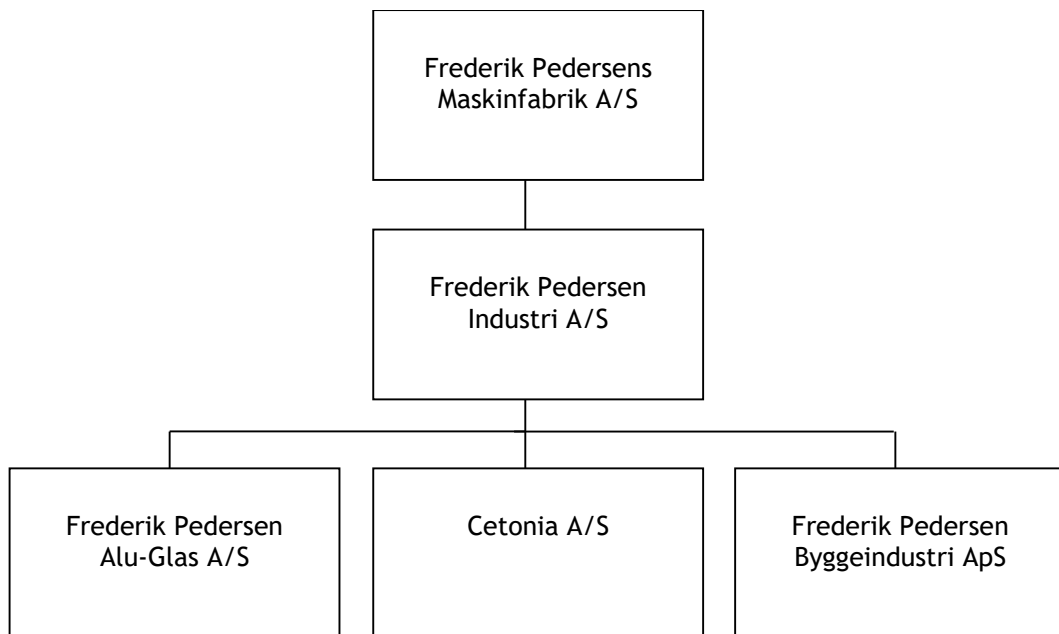 Frederik Pedersens
Maskinfabrik A/S
Frederik Pedersen
Industri A/S
Frederik Pedersen
Alu-Glas A/S
Cetonia A/S
Frederik Pedersen
Byggeindustri ApS